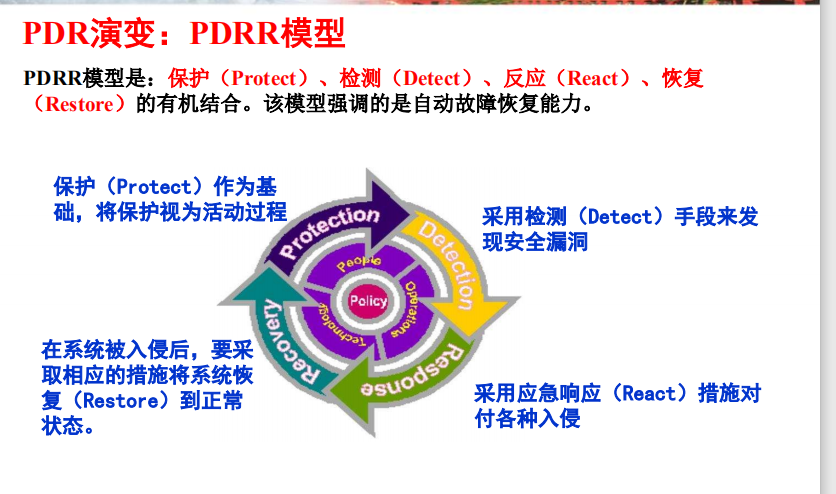 PDR演变：PDRR模型
PDRR模型是：保护（Protect）、检测（Detect）、反应（React）、恢复
（Restore）的有机结合。该模型强调的是自动故障恢复能力。
保护（Protect）作为基
础，将保护视为活动过程
采用检测（Detect）手段来发
现安全漏洞
Protection
Detection
People
Policy
Operations
Technology
Recovery
Response
在系统被入侵后，要采
取相应的措施将系统恢
复（Restore）到正常
状态。
采用应急响应（React）措施对
付各种入侵